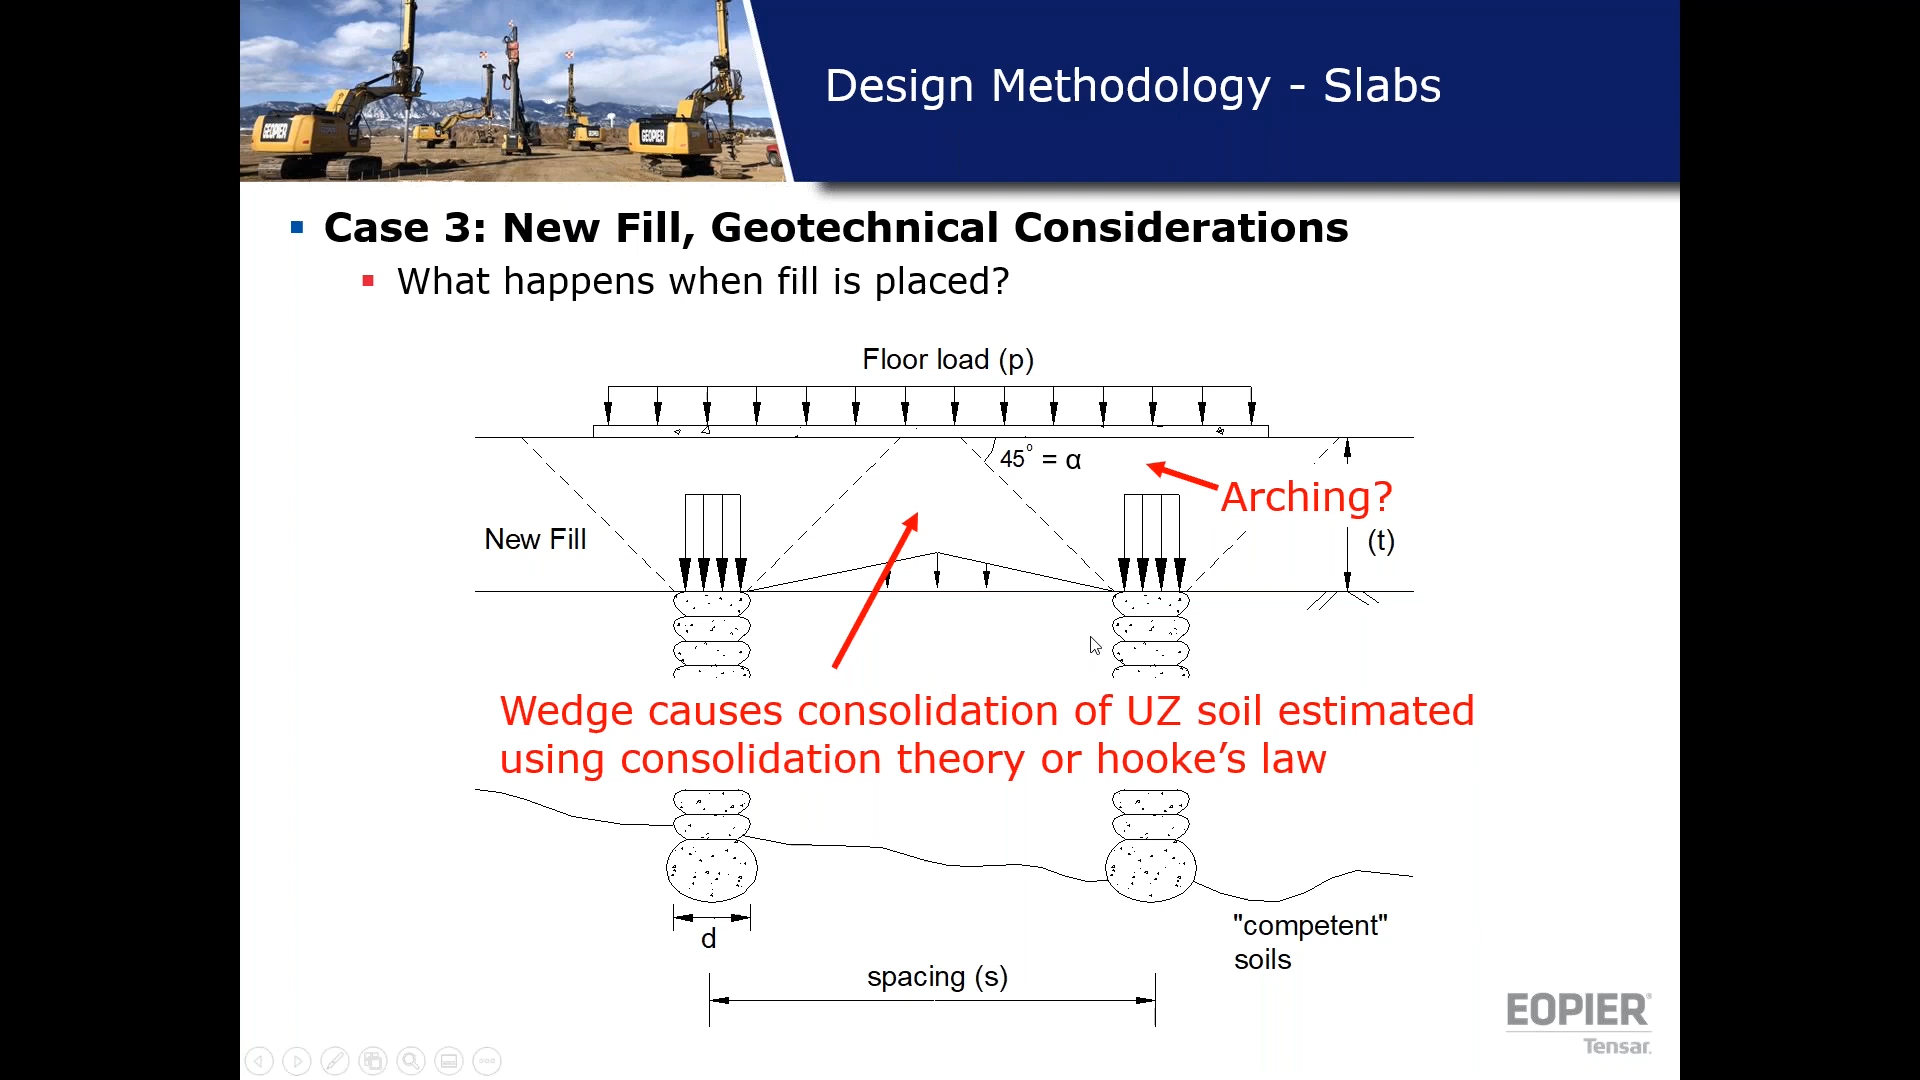 Design Methodology - Slabs
GEOPIER
GEOPIER
Case 3: New Fill, Geotechnical Considerations
What happens when fill is placed?
Floor load (p)
45° = α
Arching?
New Fill
(t)
Wedge causes consolidation of UZ soil estimated
using consolidation theory or hooke’s law
d
"competent"
soils
spacing (s)
EOPIER®
Tensar.